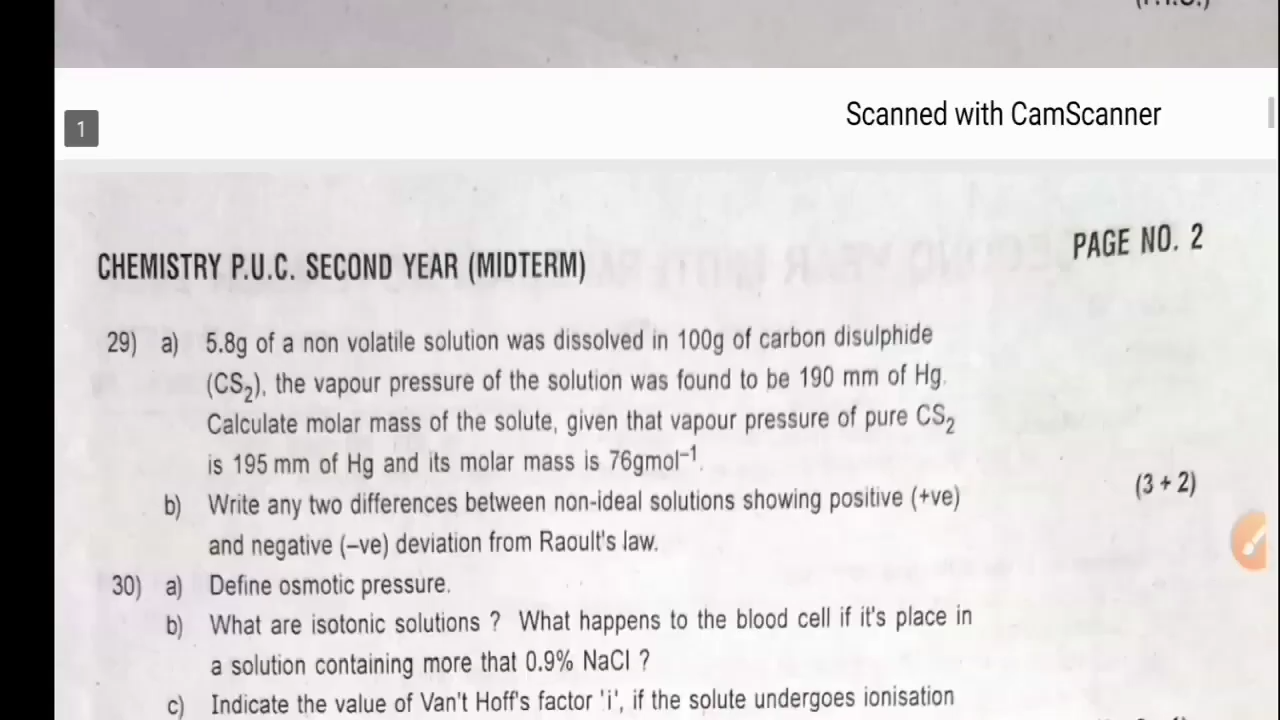 Scanned with CamScanner
1
PAGE NO. 2
CHEMISTRY P.U.C. SECOND YEAR (MIDTERM)
29) a) 5.8g of a non volatile solution was dissolved in 100g of carbon disulphide
(CS₂), the vapour pressure of the solution was found to be 190 mm of Hg.
Calculate molar mass of the solute, given that vapour pressure of pure CS₂
is 195 mm of Hg and its molar mass is 76gmol⁻¹.
(3 + 2)
b) Write any two differences between non-ideal solutions showing positive (+ve)
and negative (–ve) deviation from Raoult's law.
30) a) Define osmotic pressure.
b) What are isotonic solutions ? What happens to the blood cell if it's place in
a solution containing more that 0.9% NaCl ?
c) Indicate the value of Van't Hoff's factor 'i', if the solute undergoes ionisation